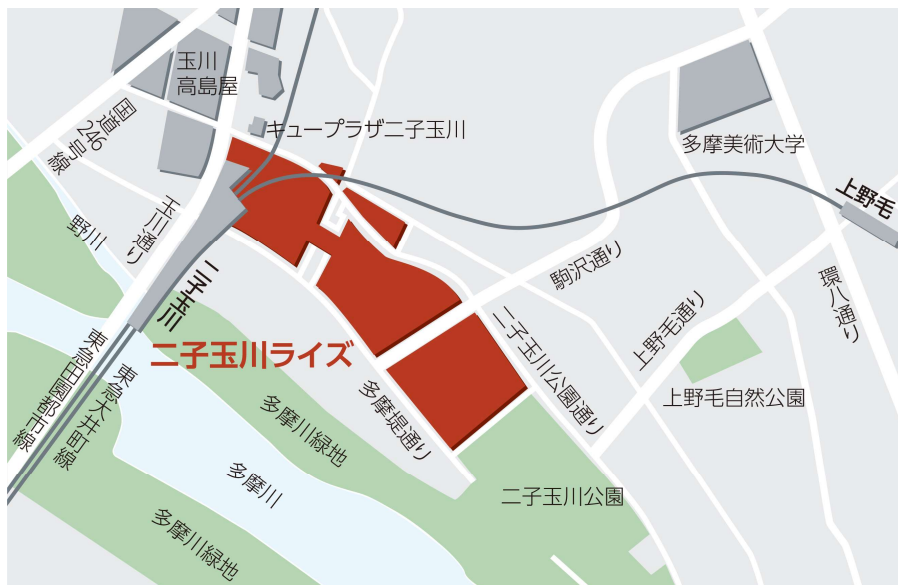 玉川
高島屋
国道246号線
キュープラザ二子玉川
多摩美術大学
上野毛
玉川通り
野川
二子玉川
駒沢通り
環八通り
二子玉川ライズ
二子玉川公園通り
上野毛通り
東急田園都市線
東急大井町線
多摩堤通り
上野毛自然公園
多摩川緑地
多摩川
二子玉川公園
多摩川緑地